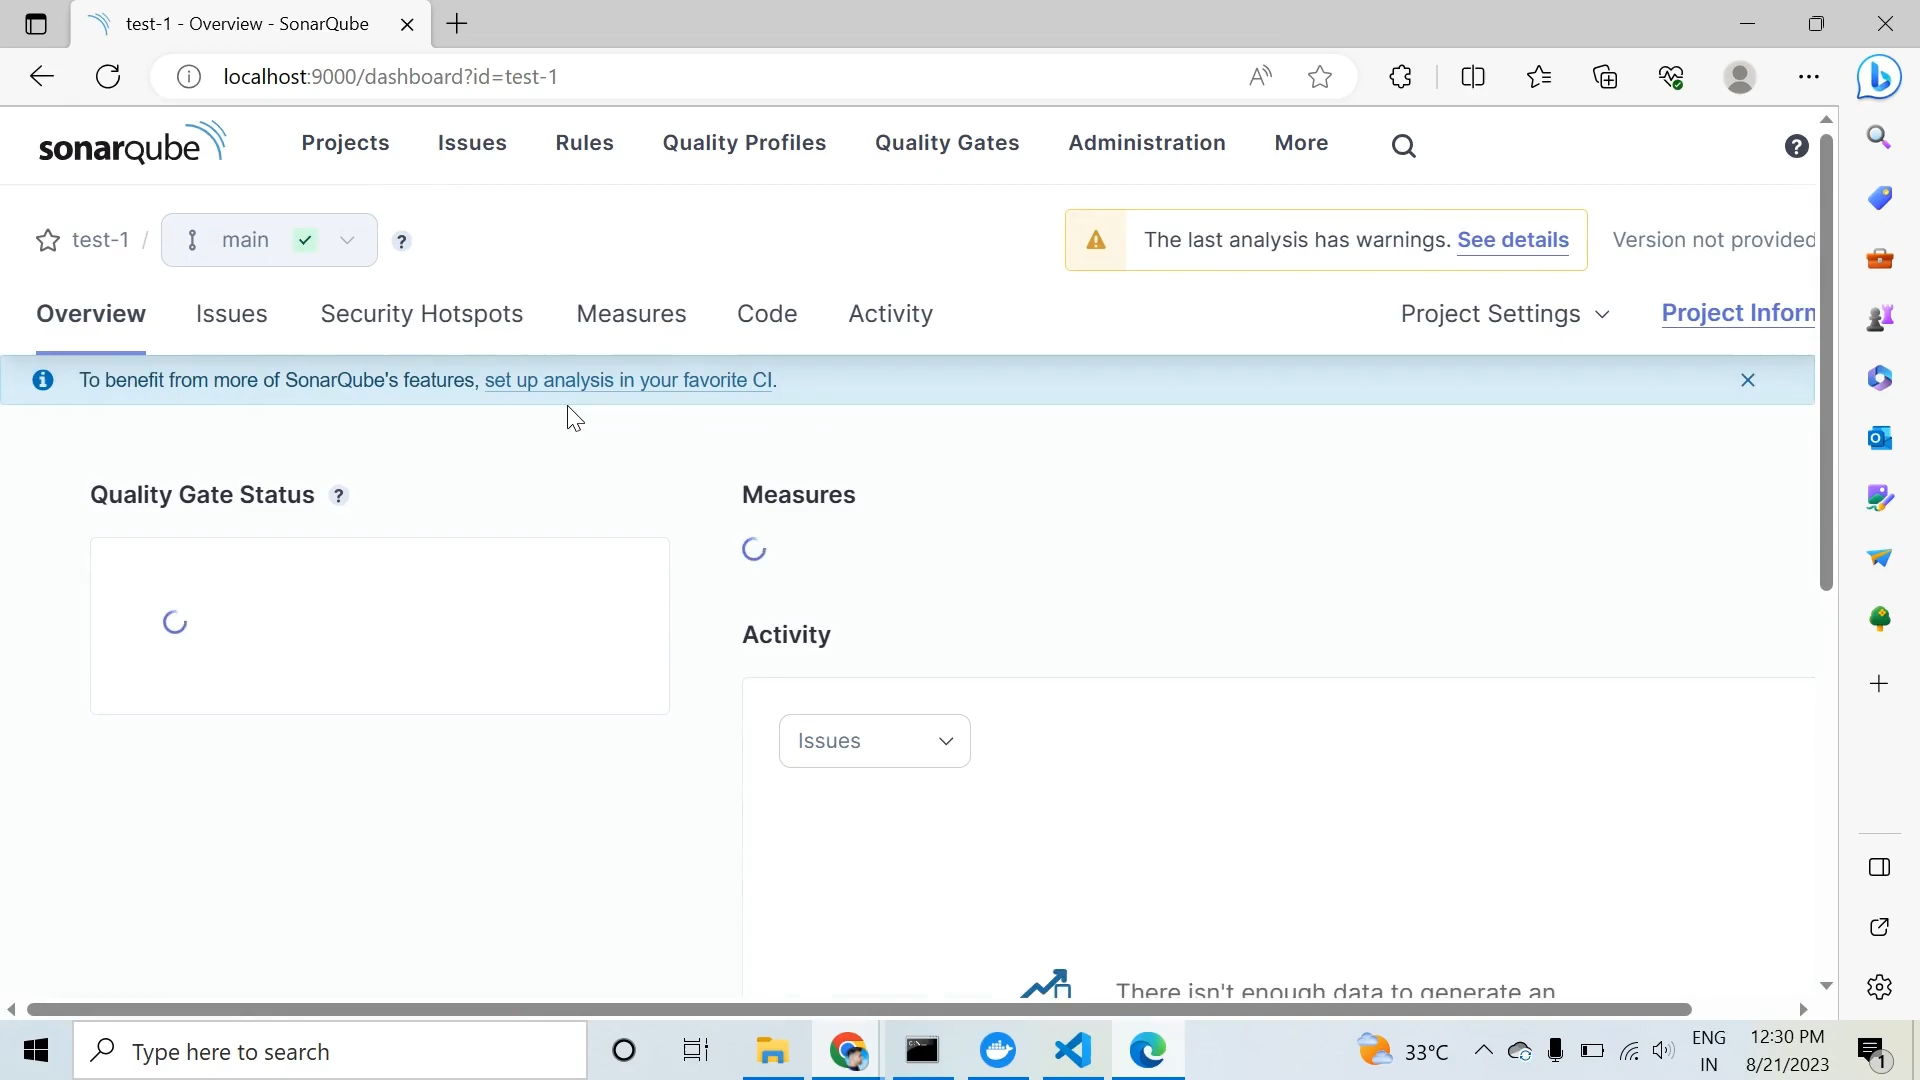 test-1 - Overview - SonarQube
localhost:9000/dashboard?id=test-1
sonarqube
Projects
Issues
Rules
Quality Profiles
Quality Gates
Administration
More
test-1 /
main
The last analysis has warnings. See details
Version not provided
Overview
Issues
Security Hotspots
Measures
Code
Activity
Project Settings
Project Inforn
To benefit from more of SonarQube's features, set up analysis in your favorite CI.
Quality Gate Status
Measures
Activity
Issues
There isn't enough data to generate an
Type here to search
33°C
ENG
IN
12:30 PM
8/21/2023
1